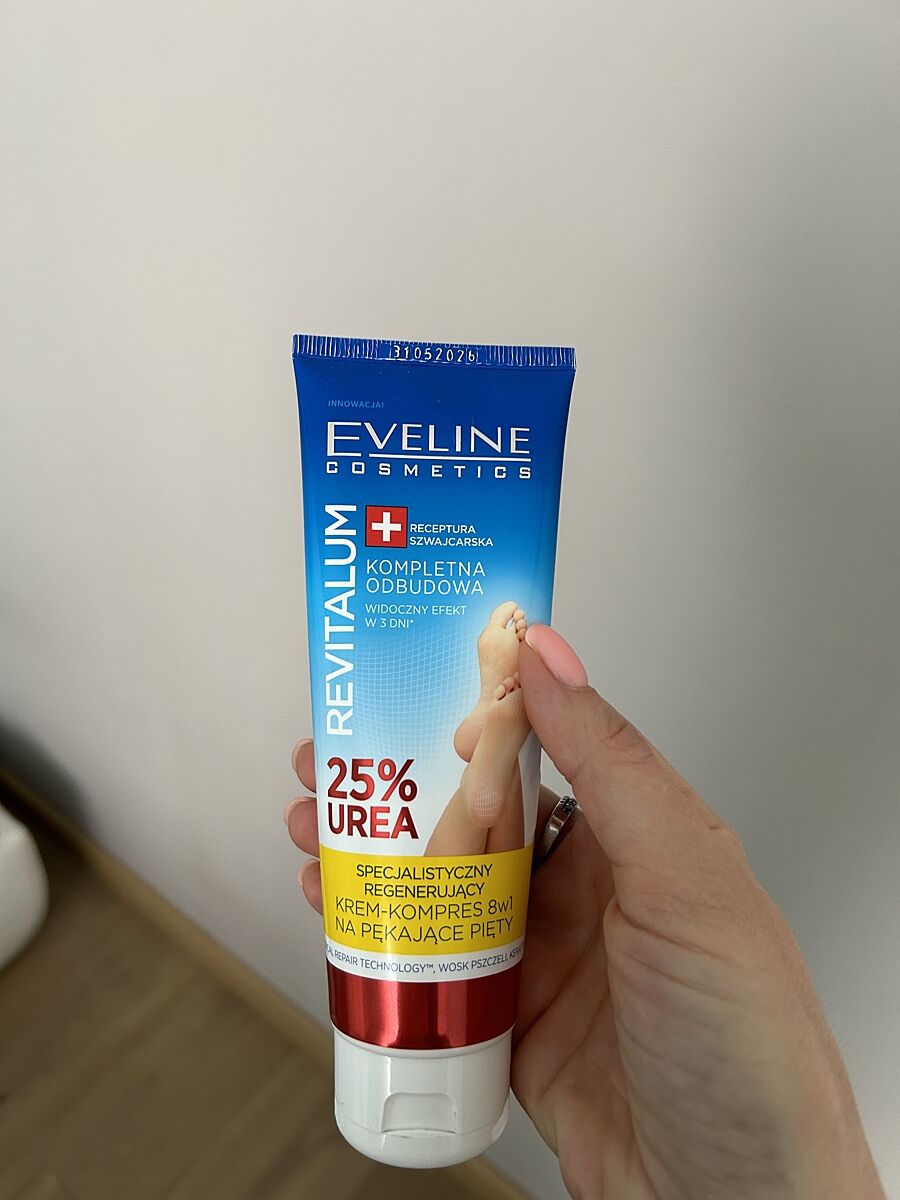 31052026
INNOWACJA!
EVELINE
COSMETICS
REVITALUM
RECEPTURA
SZWAJCARSKA
KOMPLETNA
ODBUDOWA
WIDOCZNY EFEKT
W 3 DNI*
25%
UREA
SPECJALISTYCZNY
REGENERUJĄCY
KREM-KOMPRES 8w1
NA PĘKAJĄCE PIĘTY
REPAIR TECHNOLOGY™, WOSK PSZCZELI,